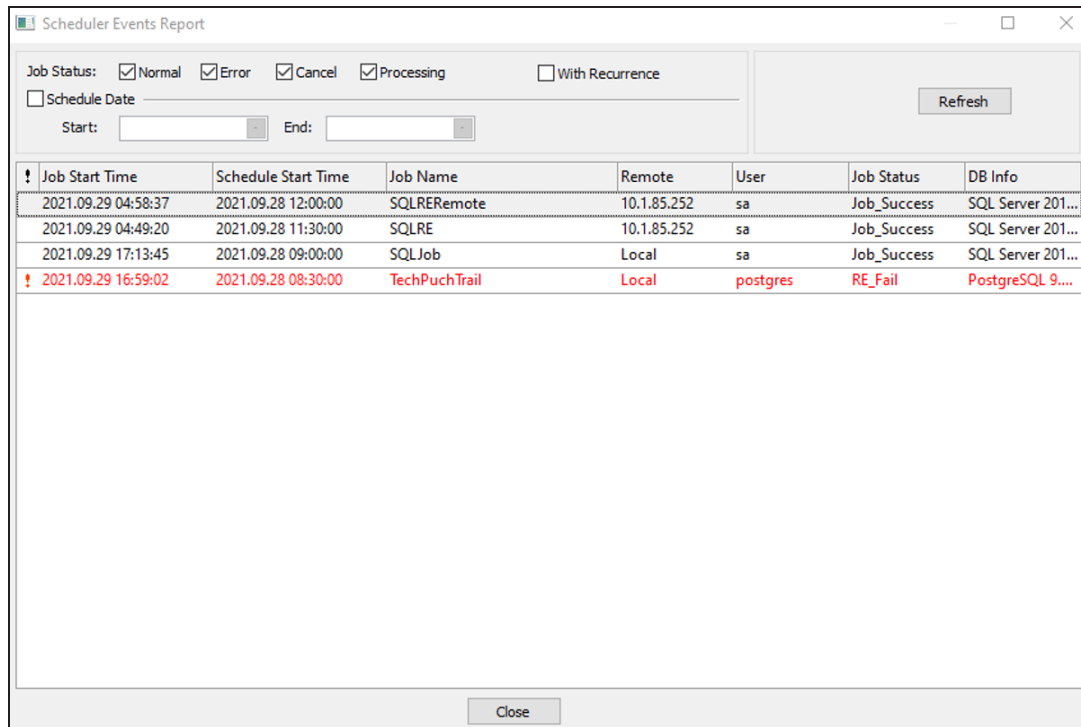 Scheduler Events Report
Job Status: Normal Error Cancel Processing With Recurrence
Schedule Date
Refresh
Start: End:
! Job Start Time Schedule Start Time Job Name Remote User Job Status DB Info
2021.09.29 04:58:37 2021.09.28 12:00:00 SQLRERemote 10.1.85.252 sa Job_Success SQL Server 201...
2021.09.29 04:49:20 2021.09.28 11:30:00 SQLRE 10.1.85.252 sa Job_Success SQL Server 201...
2021.09.29 17:13:45 2021.09.28 09:00:00 SQLJob Local sa Job_Success SQL Server 201...
! 2021.09.29 16:59:02 2021.09.28 08:30:00 TechPuchTrail Local postgres RE_Fail PostgreSQL 9....
Close